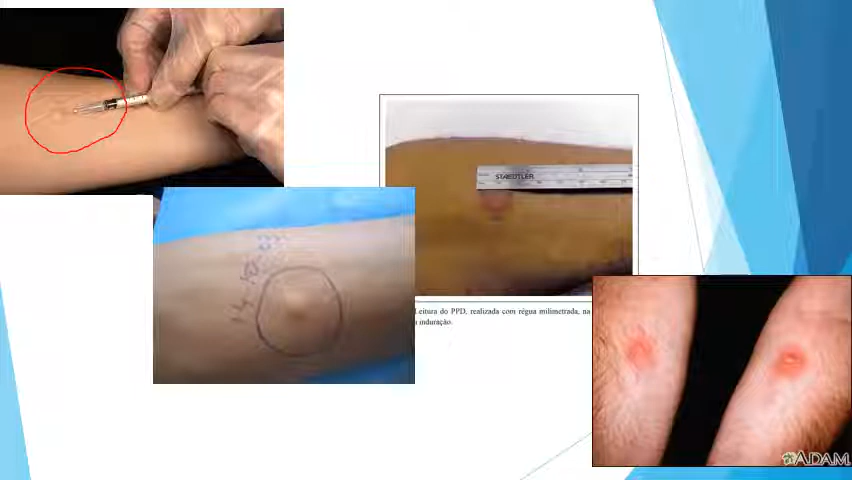 STAEDTLER
Leitura do PPD, realizada com régua milimetrada, na
induração.
ADAM